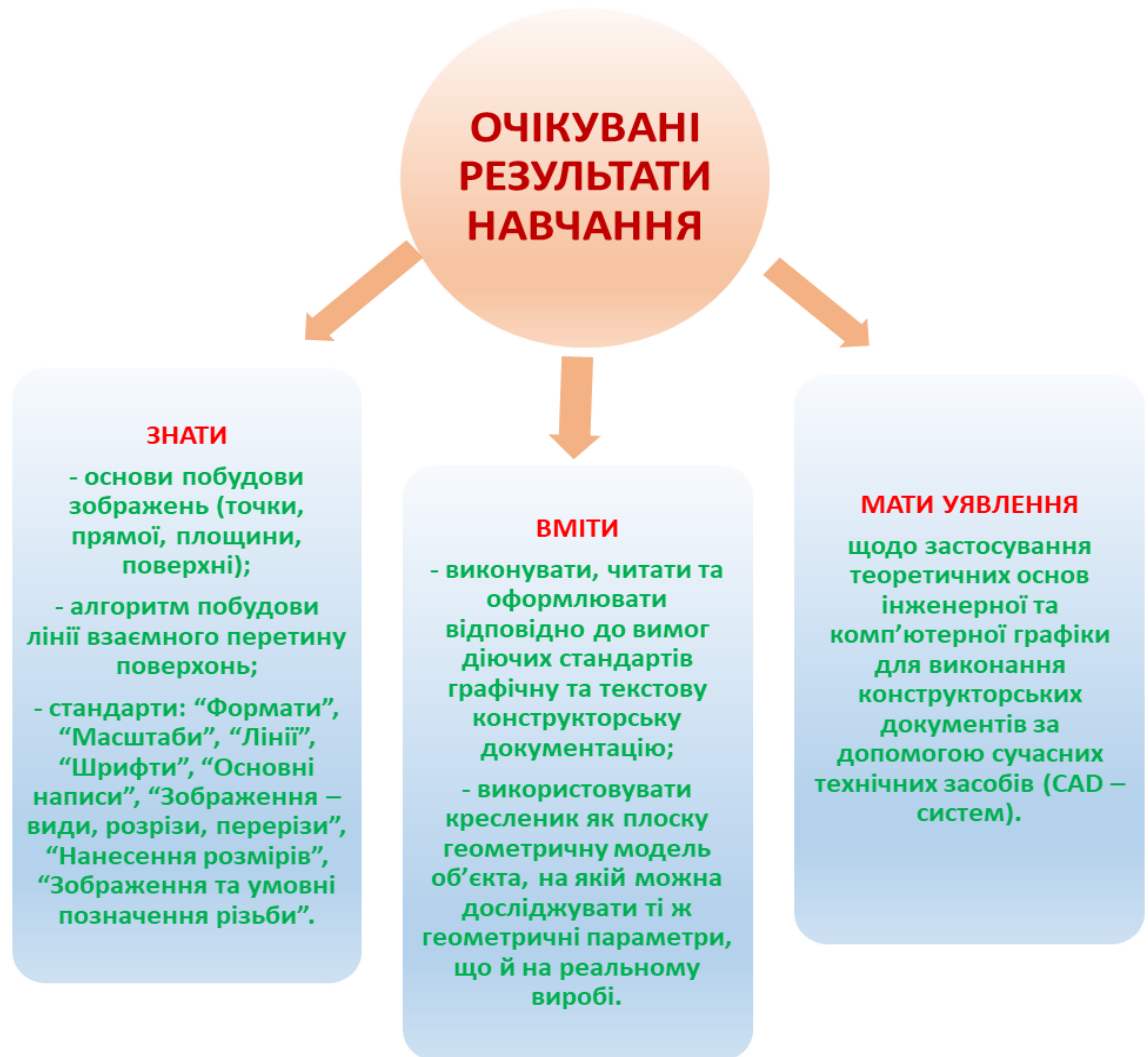 ОЧІКУВАНІ
РЕЗУЛЬТАТИ
НАВЧАННЯ
ЗНАТИ
- основи побудови
зображень (точки,
прямої, площини,
поверхні);
- алгоритм побудови
лінії взаємного перетину
поверхонь;
- стандарти: “Формати”,
“Масштаби”, “Лінії”,
“Шрифти”, “Основні
написи”, “Зображення –
види, розрізи, перерізи”,
“Нанесення розмірів”,
“Зображення та умовні
позначення різьби”.
ВМІТИ
- виконувати, читати та
оформлювати
відповідно до вимог
діючих стандартів
графічну та текстову
конструкторську
документацію;
- використовувати
кресленик як плоску
геометричну модель
об’єкта, на якій можна
досліджувати ті ж
геометричні параметри,
що й на реальному
виробі.
МАТИ УЯВЛЕННЯ
щодо застосування
теоретичних основ
інженерної та
комп’ютерної графіки
для виконання
конструкторських
документів за
допомогою сучасних
технічних засобів (CAD –
систем).